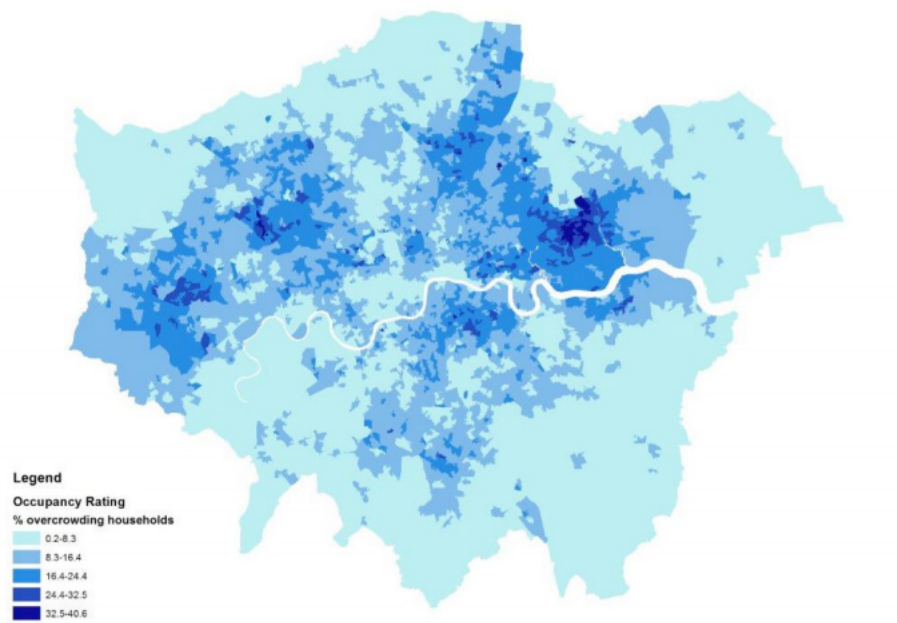 Legend
Occupancy Rating
% overcrowding households
0.2-8.3
8.3-16.4
16.4-24.4
24.4-32.5
32.5-40.6